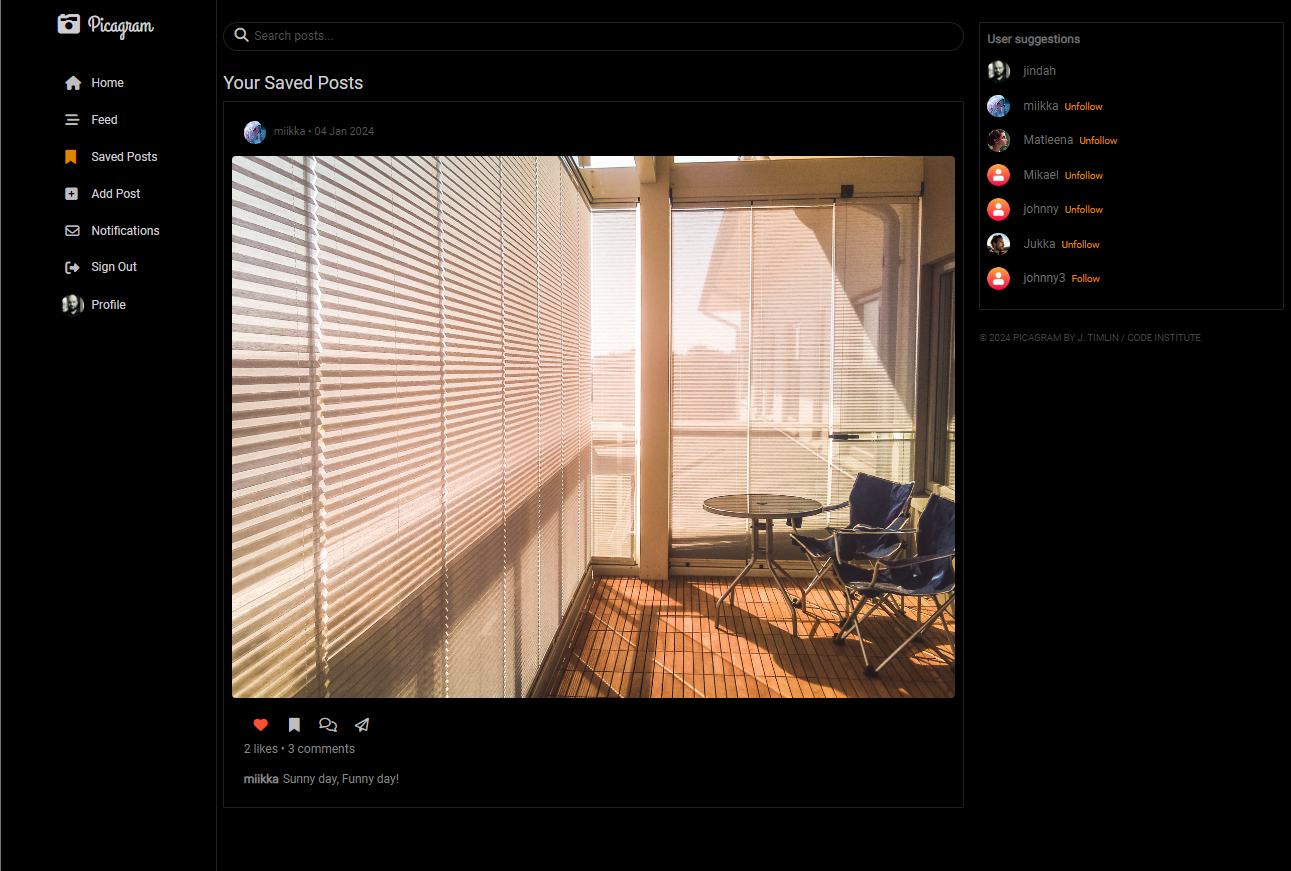 Picagram
Home
Feed
Saved Posts
Add Post
Notifications
Sign Out
Profile
Search posts...
Your Saved Posts
miikka • 04 Jan 2024
2 likes • 3 comments
miikka Sunny day, Funny day!
User suggestions
jindah
miikka Unfollow
Matleena Unfollow
Mikael Unfollow
johnny Unfollow
Jukka Unfollow
johnny3 Follow
© 2024 PICAGRAM BY J. TIMLIN / CODE INSTITUTE